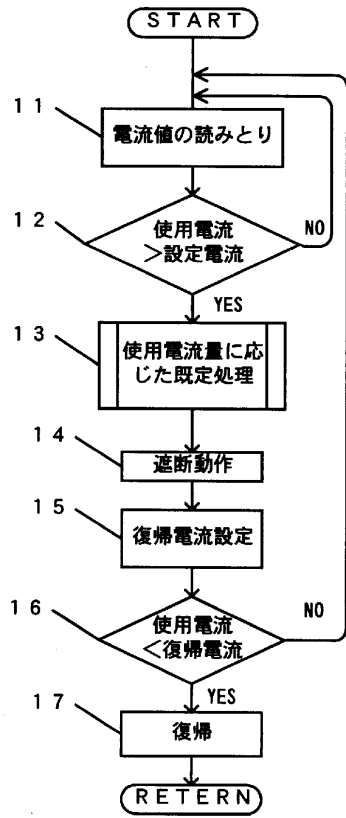 START
11
電流値の読みとり
12
使用電流
＞設定電流
NO
YES
13
使用電流量に応
じた既定処理
14
遮断動作
15
復帰電流設定
16
使用電流
＜復帰電流
NO
YES
17
復帰
RETERN